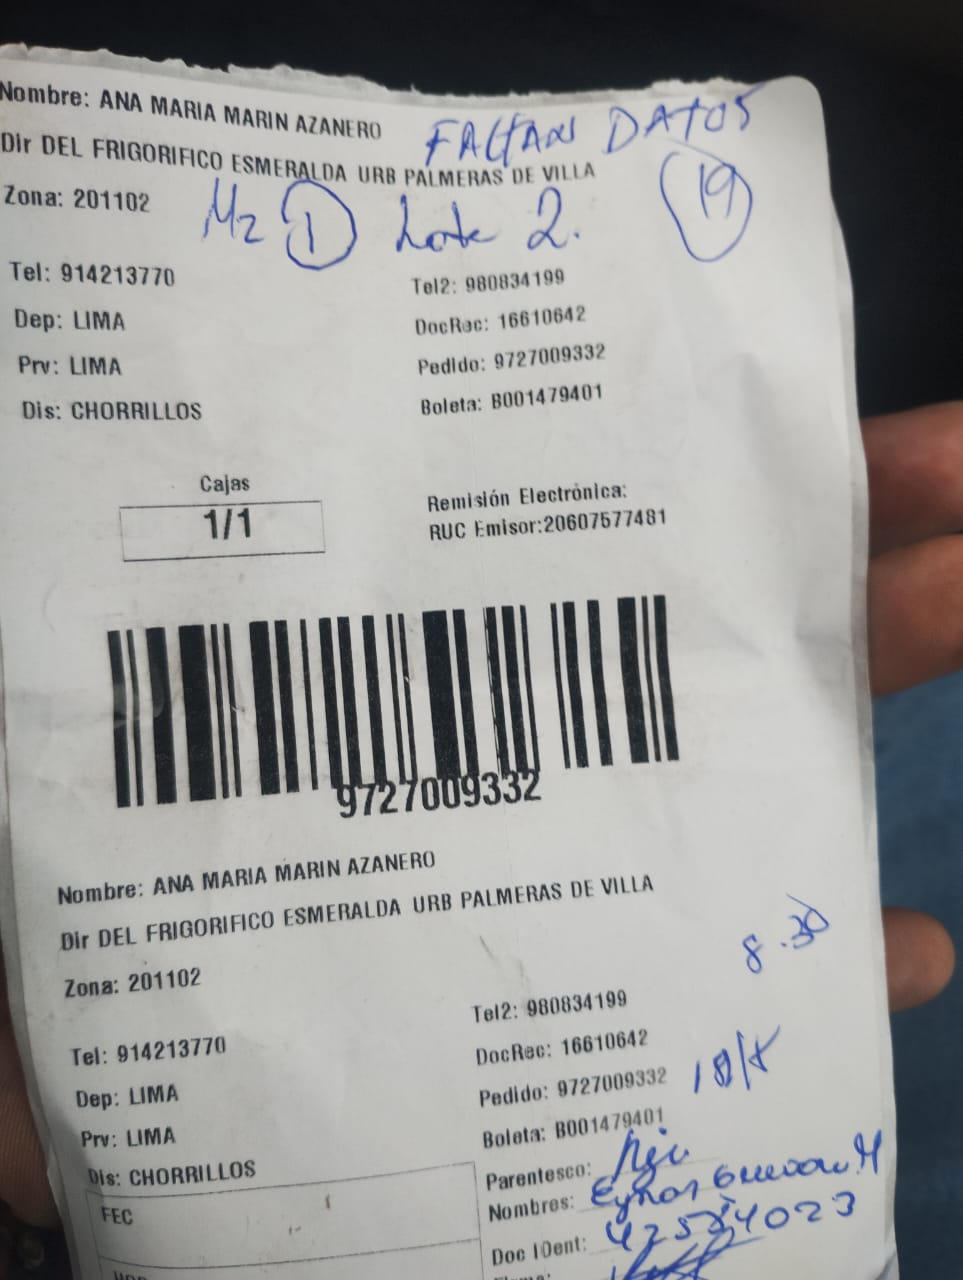 Nombre: ANA MARIA MARIN AZANERO
FALTAN DATOS
Dir DEL FRIGORIFICO ESMERALDA URB PALMERAS DE VILLA
19
Zona: 201102
Mz D Lote 2.
Tel: 914213770
Tel2: 980834199
Dep: LIMA
DocRec: 16610642
Prv: LIMA
Pedido: 9727009332
Dis: CHORRILLOS
Boleta: B001479401
Cajas
1/1
Remisión Electrónica:
RUC Emisor:20607577481
9727009332
Nombre: ANA MARIA MARIN AZANERO
Dir DEL FRIGORIFICO ESMERALDA URB PALMERAS DE VILLA
8.30
Zona: 201102
Tel2: 980834199
Tel: 914213770
DocRec: 16610642
Dep: LIMA
Pedido: 9727009332
Prv: LIMA
Boleta: B001479401
Dis: CHORRILLOS
Parentesco:
FEC
Nombres:
Doc IDent: